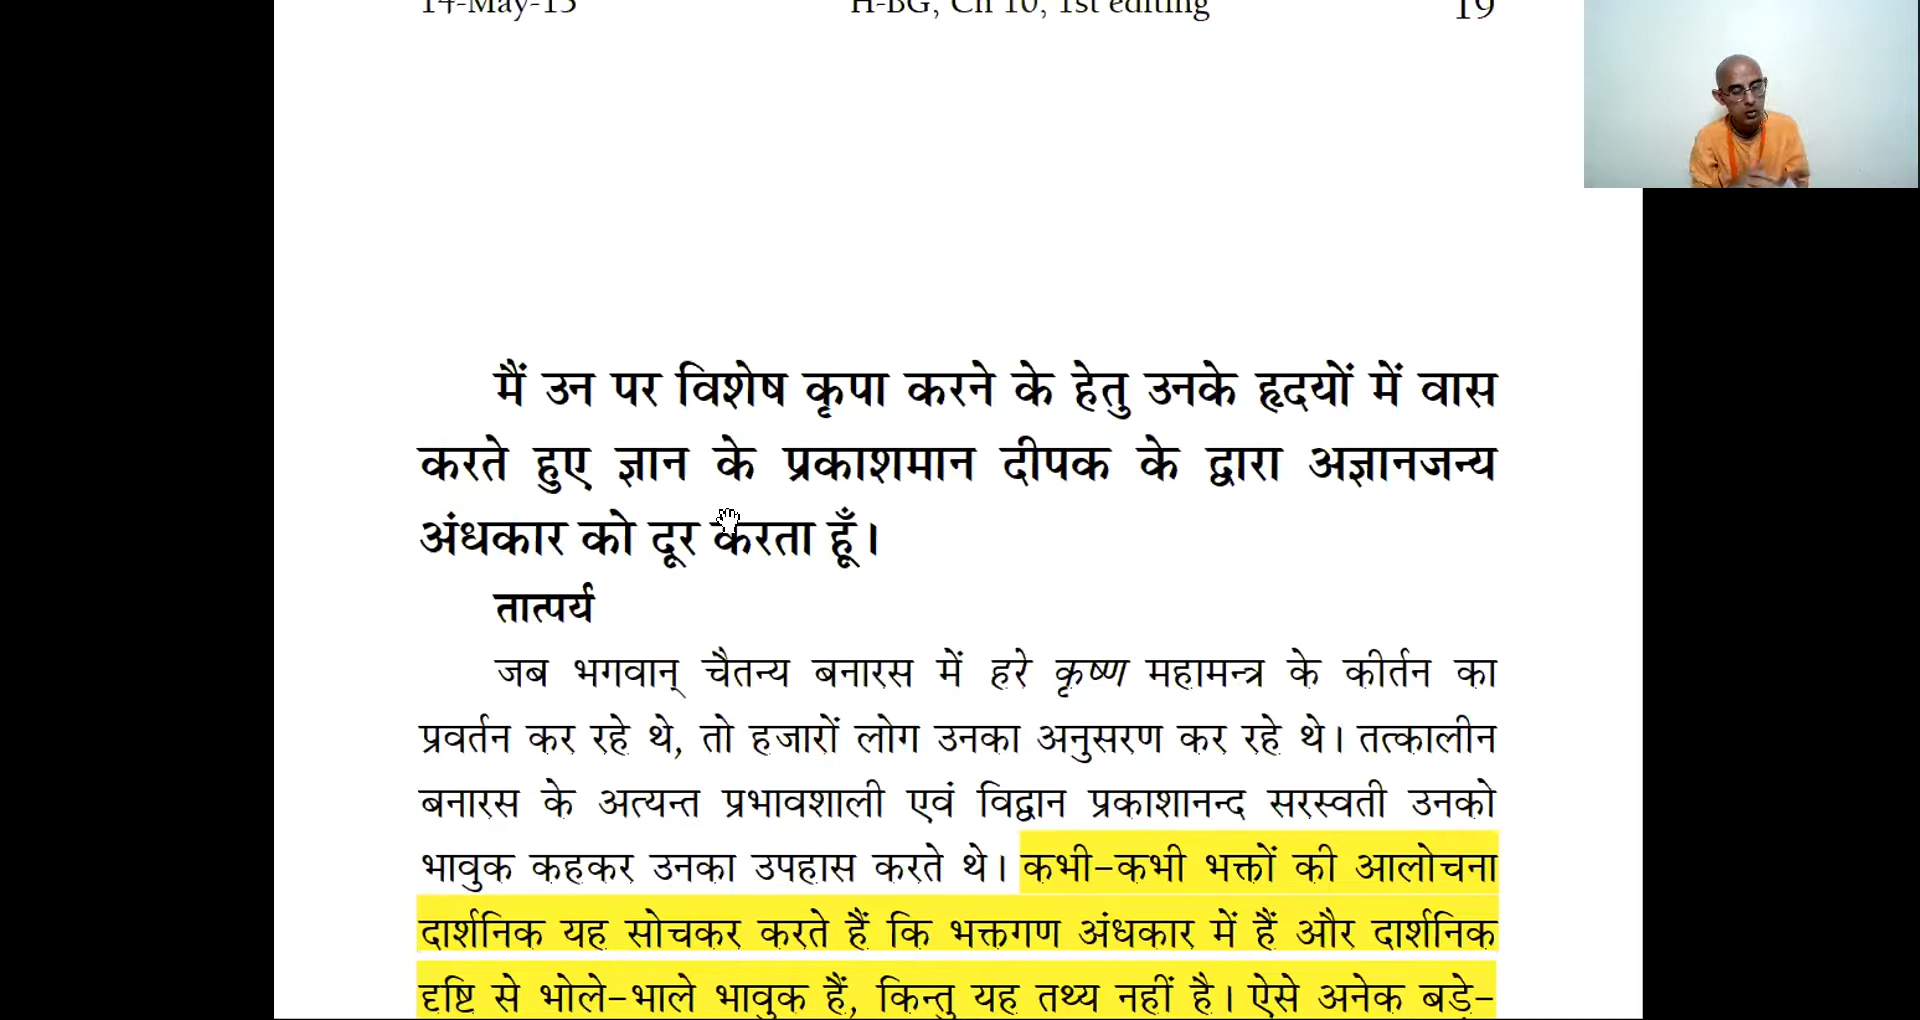 14-May-15 H-BG, Ch 10, 1st editing 19
मैं उन पर विशेष कृपा करने के हेतु उनके हृदयों में वास
करते हुए ज्ञान के प्रकाशमान दीपक के द्वारा अज्ञानजन्य
अंधकार को दूर करता हूँ।
तात्पर्य
जब भगवान् चैतन्य बनारस में हरे कृष्ण महामन्त्र के कीर्तन का
प्रवर्तन कर रहे थे, तो हजारों लोग उनका अनुसरण कर रहे थे। तत्कालीन
बनारस के अत्यन्त प्रभावशाली एवं विद्वान प्रकाशानन्द सरस्वती उनको
भावुक कहकर उनका उपहास करते थे। कभी-कभी भक्तों की आलोचना
दार्शनिक यह सोचकर करते हैं कि भक्तगण अंधकार में हैं और दार्शनिक
दृष्टि से भोले-भाले भावुक हैं, किन्तु यह तथ्य नहीं है। ऐसे अनेक बड़े-